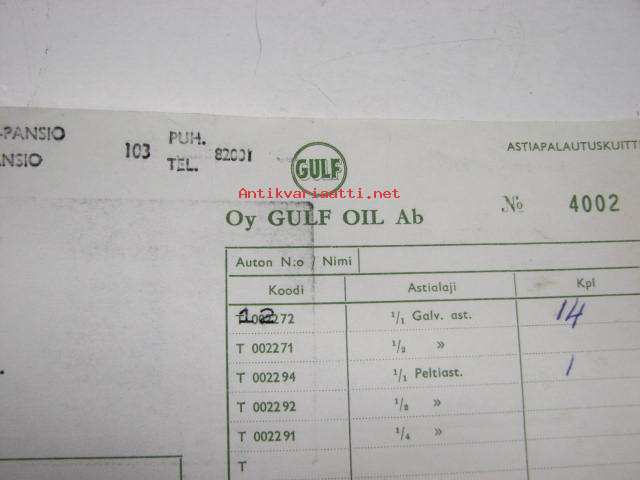 -PANSIO 103 PUH. 82001
ANSIO TEL.
GULF
ASTIAPALAUTUSKUITTI
Antikvariaatti.net
Oy GULF OIL Ab
№ 4002
Auton N:o / Nimi
Koodi Astialaji Kpl
12 272 1/1 Galv. ast. 14
T 002271 1/2 »
T 002294 1/1 Peltiast. 1
T 002292 1/2 »
T 002291 1/4 »
T